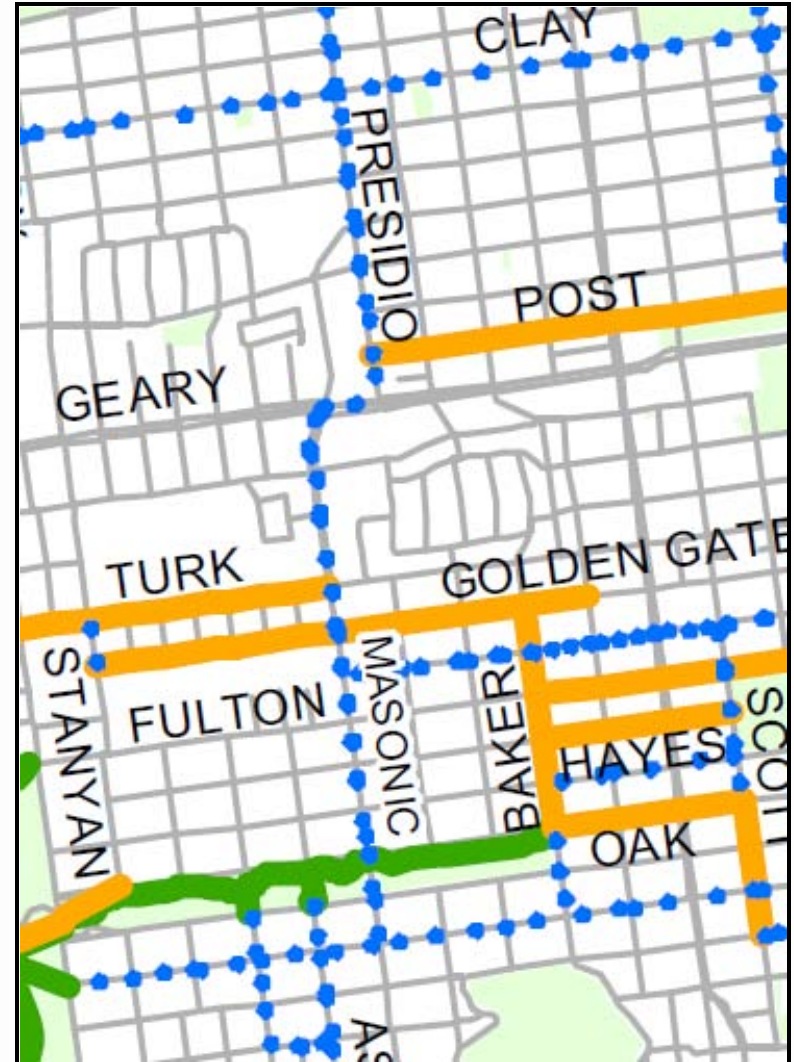 CLAY
PRESIDIO
POST
GEARY
TURK
GOLDEN GATE
STANYAN
FULTON
MASONIC
BAKER
HAYES
OAK